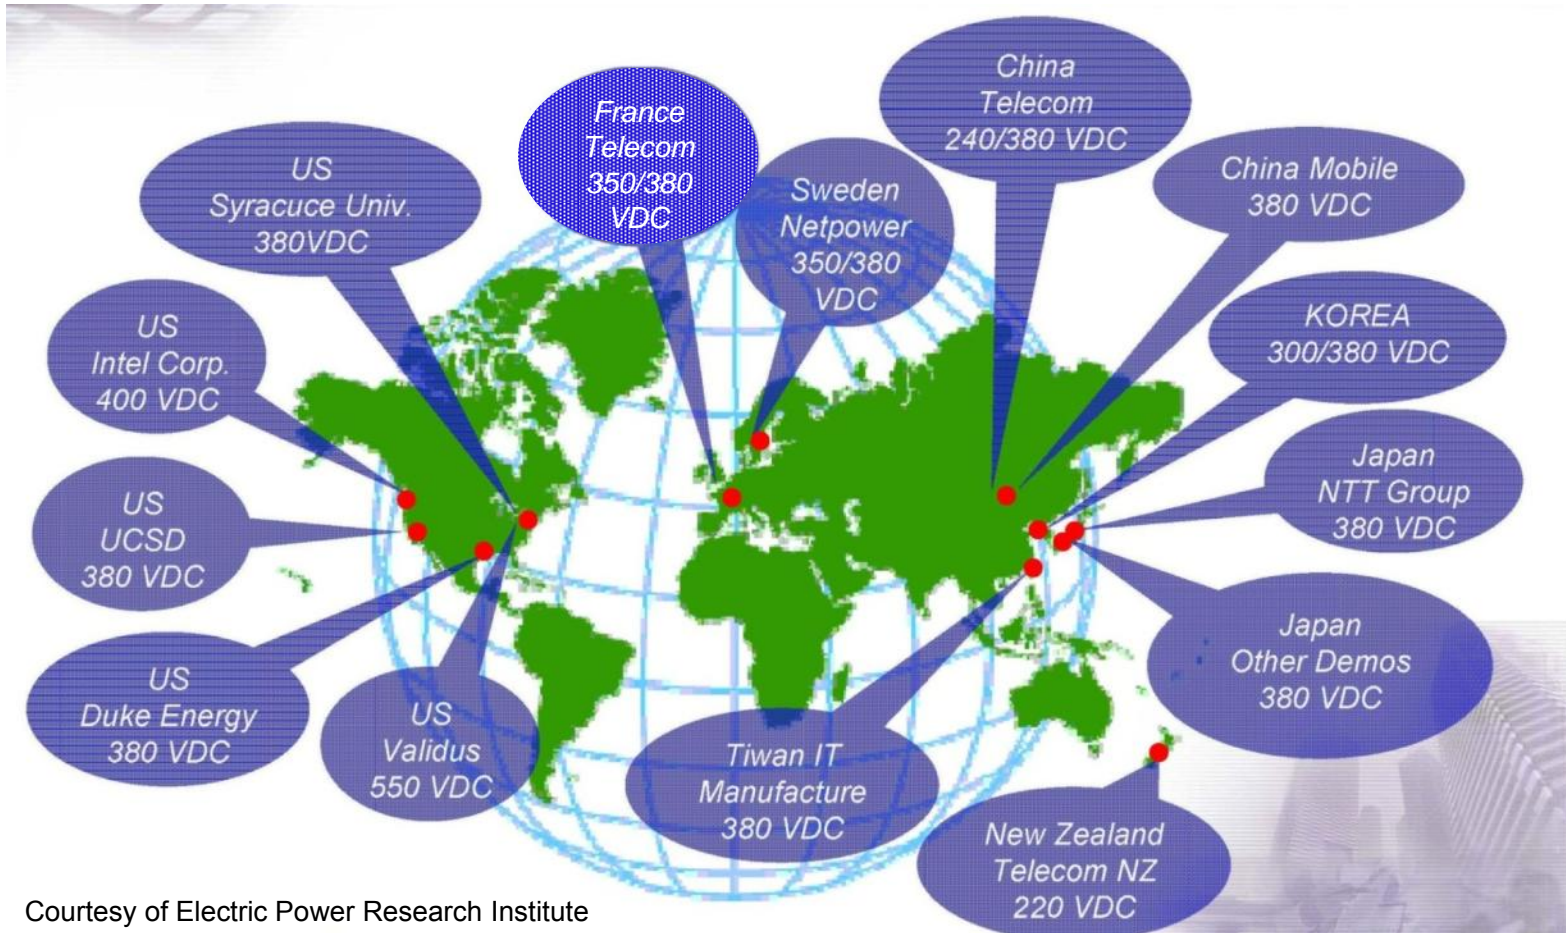 China
Telecom
240/380 VDC
France
Telecom
350/380
VDC
US
Syracuce Univ.
380VDC
China Mobile
380 VDC
Sweden
Netpower
350/380
VDC
US
Intel Corp.
400 VDC
KOREA
300/380 VDC
US
UCSD
380 VDC
Japan
NTT Group
380 VDC
US
Duke Energy
380 VDC
US
Validus
550 VDC
Tiwan IT
Manufacture
380 VDC
Japan
Other Demos
380 VDC
New Zealand
Telecom NZ
220 VDC
Courtesy of Electric Power Research Institute